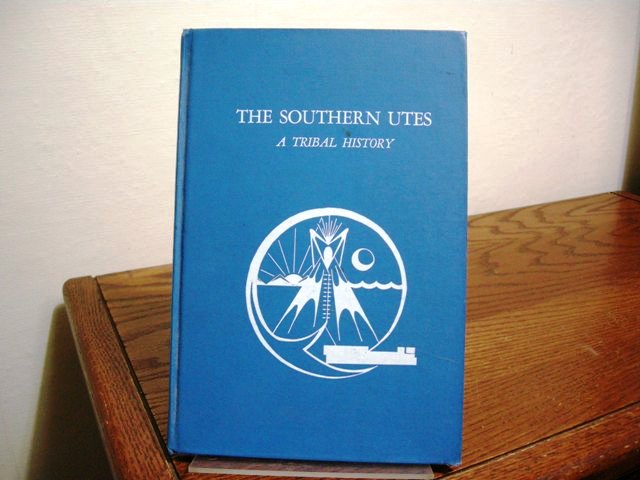 THE SOUTHERN UTES
A TRIBAL HISTORY